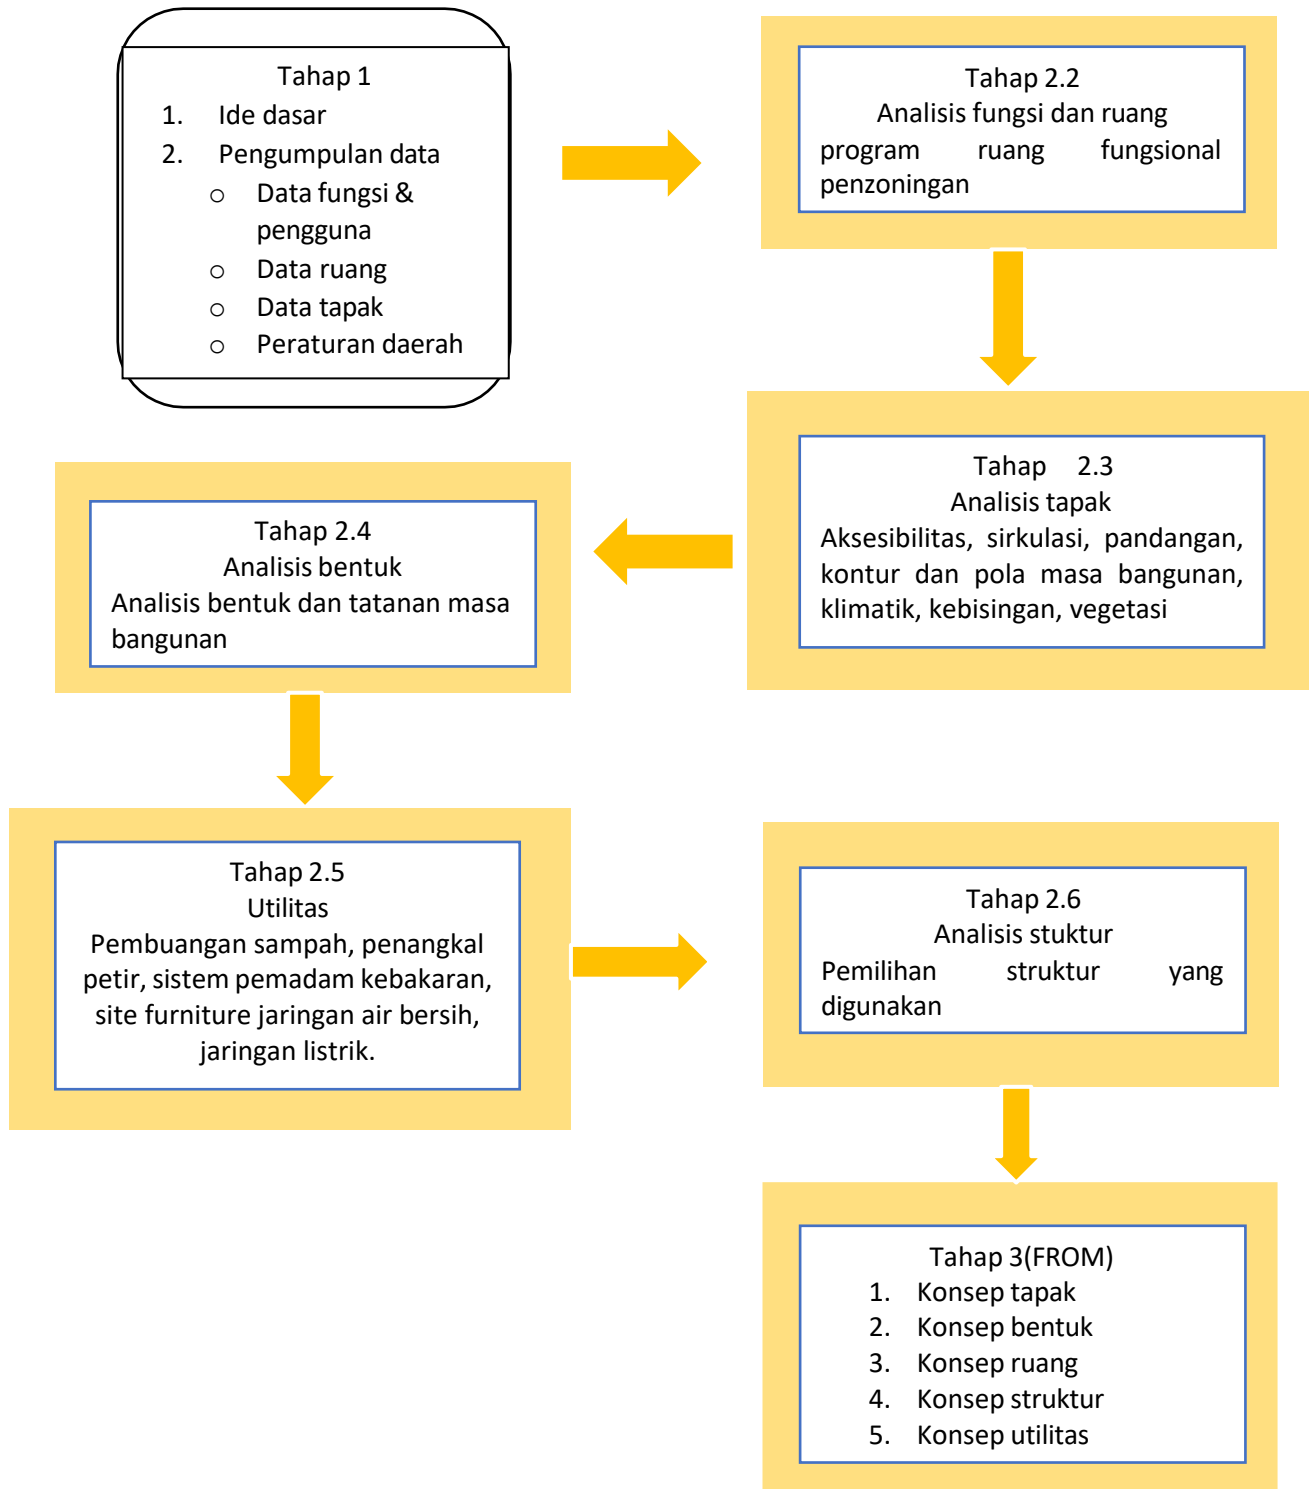 Tahap 1
1. Ide dasar
2. Pengumpulan data
o Data fungsi &
pengguna
o Data ruang
o Data tapak
o Peraturan daerah
Tahap 2.2
Analisis fungsi dan ruang
program ruang fungsional
penzoningan
Tahap 2.3
Analisis tapak
Aksesibilitas, sirkulasi, pandangan,
kontur dan pola masa bangunan,
klimatik, kebisingan, vegetasi
Tahap 2.4
Analisis bentuk
Analisis bentuk dan tatanan masa
bangunan
Tahap 2.5
Utilitas
Pembuangan sampah, penangkal
petir, sistem pemadam kebakaran,
site furniture jaringan air bersih,
jaringan listrik.
Tahap 2.6
Analisis stuktur
Pemilihan struktur yang
digunakan
Tahap 3(FROM)
1. Konsep tapak
2. Konsep bentuk
3. Konsep ruang
4. Konsep struktur
5. Konsep utilitas